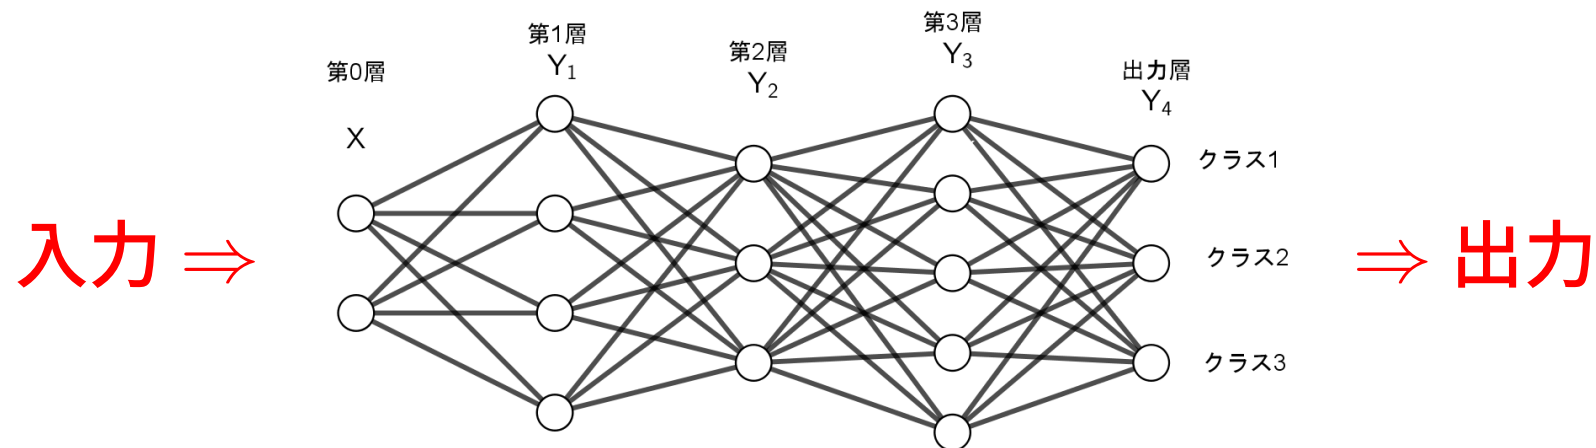 第0層
X
第1層
Y₁
第2層
Y₂
第3層
Y₃
出力層
Y₄
入力 ⇒
クラス1
クラス2
クラス3
⇒ 出力